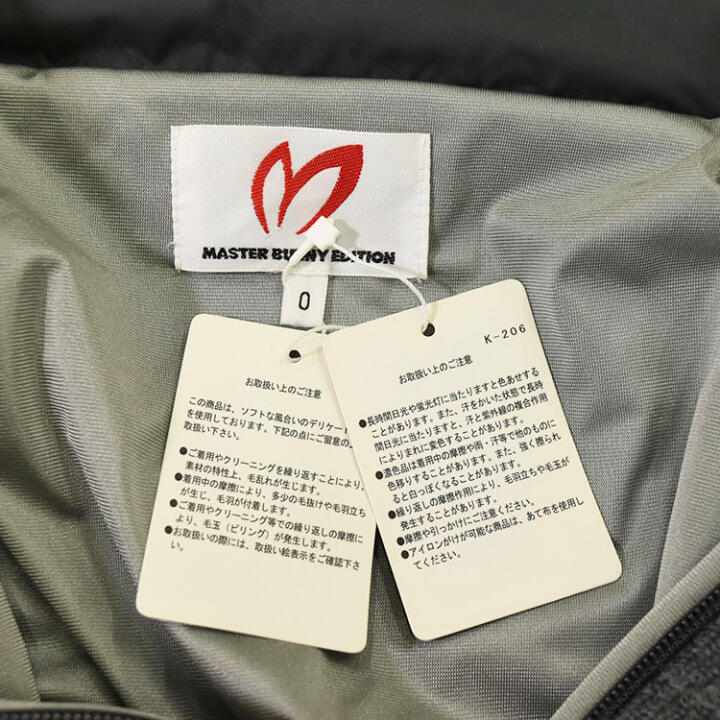 MASTER BUNNY EDITION
0
お取扱い上のご注意
この商品は、ソフトな風合いのデリケート
を使用しております。下記の点にご留意の
取扱い下さい。
●ご着用やクリーニングを繰り返すことにより、
素材の特性上、毛乱れが生じます。
●着用中の摩擦により、多少の毛抜けや毛羽立ち
が生じ、毛羽が付着します。
●ご着用やクリーニング等での繰り返しの摩擦に
より、毛玉（ピリング）が発生します。
●お取扱いの際には、取扱い絵表示をご確認下さ
い。
K-206
お取扱い上のご注意
●長時間日光や蛍光灯に当たりますと色あせする
ことがあります。また、汗をかいた状態で長時
間日光に当たりますと、汗と紫外線の複合作用
によりまれに変色することがあります。
●濃色品は着用中の摩擦や雨・汗等で他のものに
色移りすることがあります。また、強く擦られ
ると白っぽくなることがあります。
●繰り返しの摩擦作用により、毛羽立ちや毛玉が
発生することがあります。
●摩擦や引っかけにご注意ください。
●アイロンがけが可能な商品は、あて布を使用し
てください。